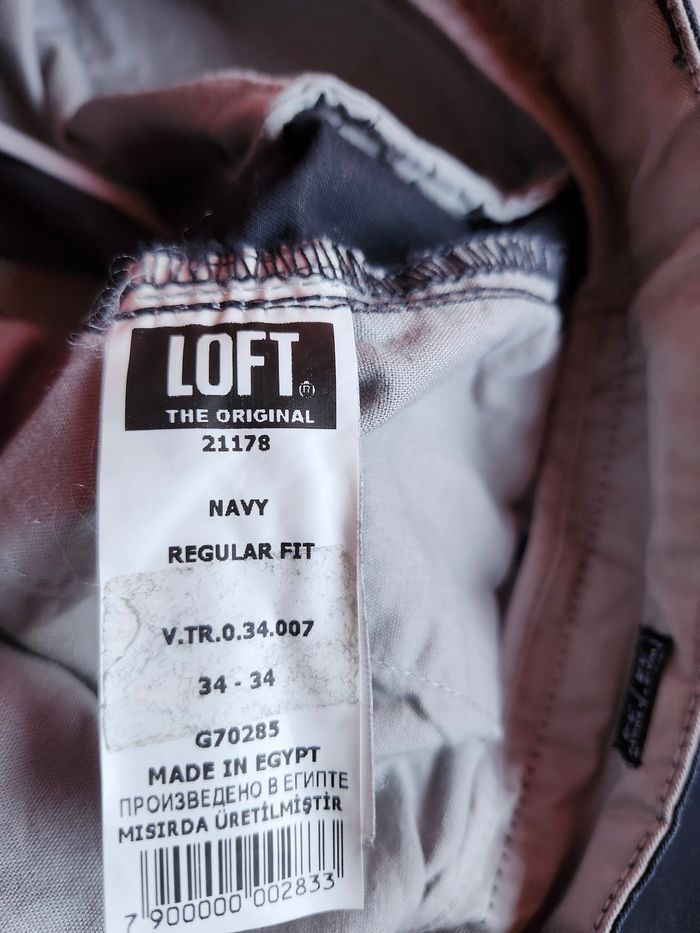 LOFT
THE ORIGINAL
21178
NAVY
REGULAR FIT
V.TR.0.34.007
34 - 34
G70285
MADE IN EGYPT
ПРОИЗВЕДЕНО В ЕГИПТЕ
MISIRDA ÜRETİLMİŞTİR
7 900000 002833